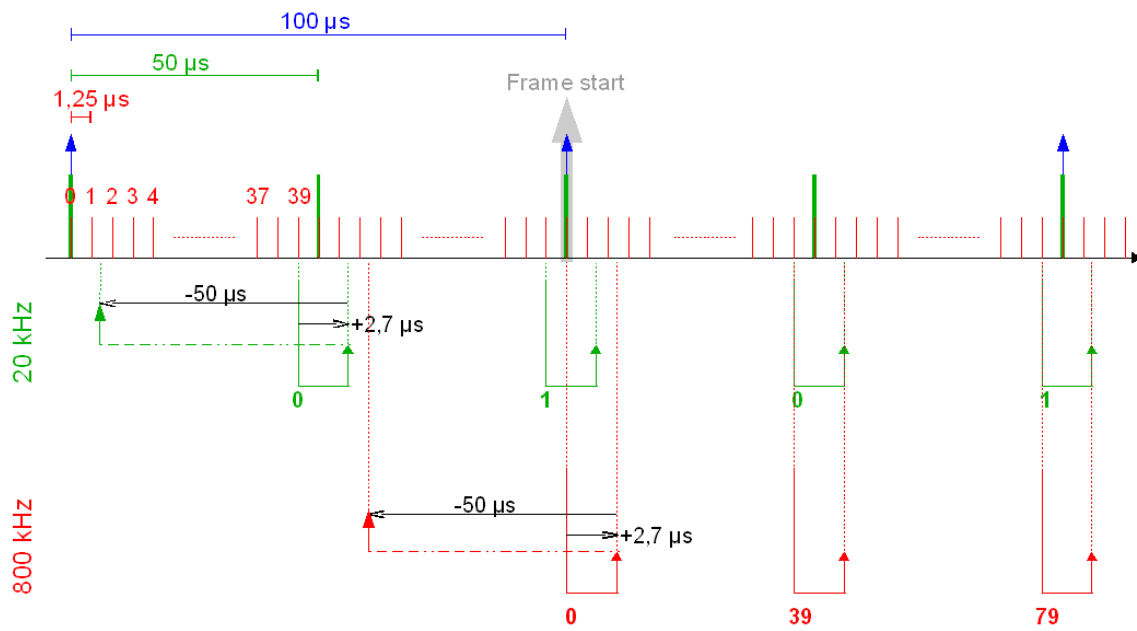 100 µs
50 µs
Frame start
1,25 µs
0 1 2 3 4 37 39
-50 µs
+2,7 µs
20 kHz
0 1 0 1
-50 µs
+2,7 µs
800 kHz
0 39 79